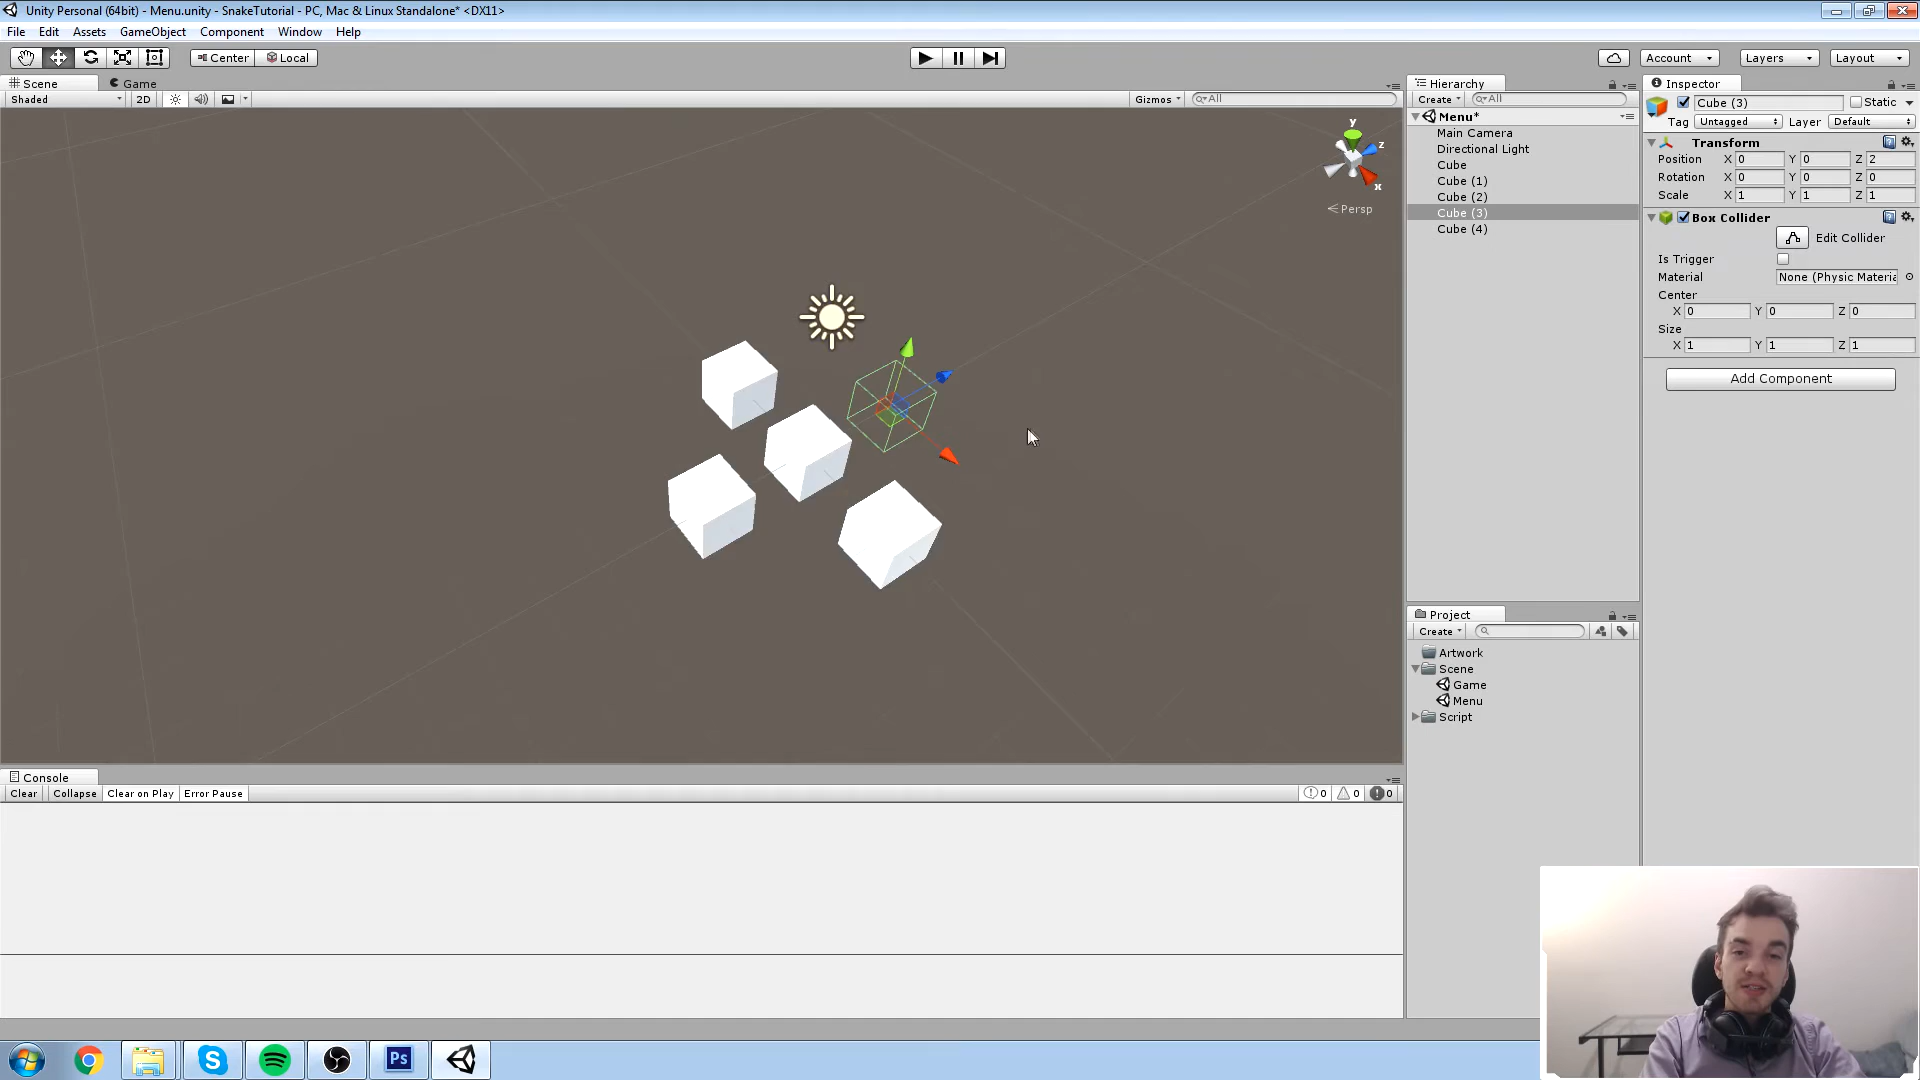 Unity Personal (64bit) - Menu.unity - SnakeTutorial - PC, Mac & Linux Standalone* <DX11>
File Edit Assets GameObject Component Window Help
Center Local Account Layers Layout
Scene Game
Shaded 2D Gizmos All
y
z
x
Persp
Hierarchy
Create All
Menu*
Main Camera
Directional Light
Cube
Cube (1)
Cube (2)
Cube (3)
Cube (4)
Inspector
Cube (3) Static
Tag Untagged Layer Default
Transform
Position X 0 Y 0 Z 2
Rotation X 0 Y 0 Z 0
Scale X 1 Y 1 Z 1
Box Collider
Edit Collider
Is Trigger
Material None (Physic Materia
Center
X 0 Y 0 Z 0
Size
X 1 Y 1 Z 1
Add Component
Project
Create
Artwork
Scene
Game
Menu
Script
Console
Clear Collapse Clear on Play Error Pause 0 0 0
Ps